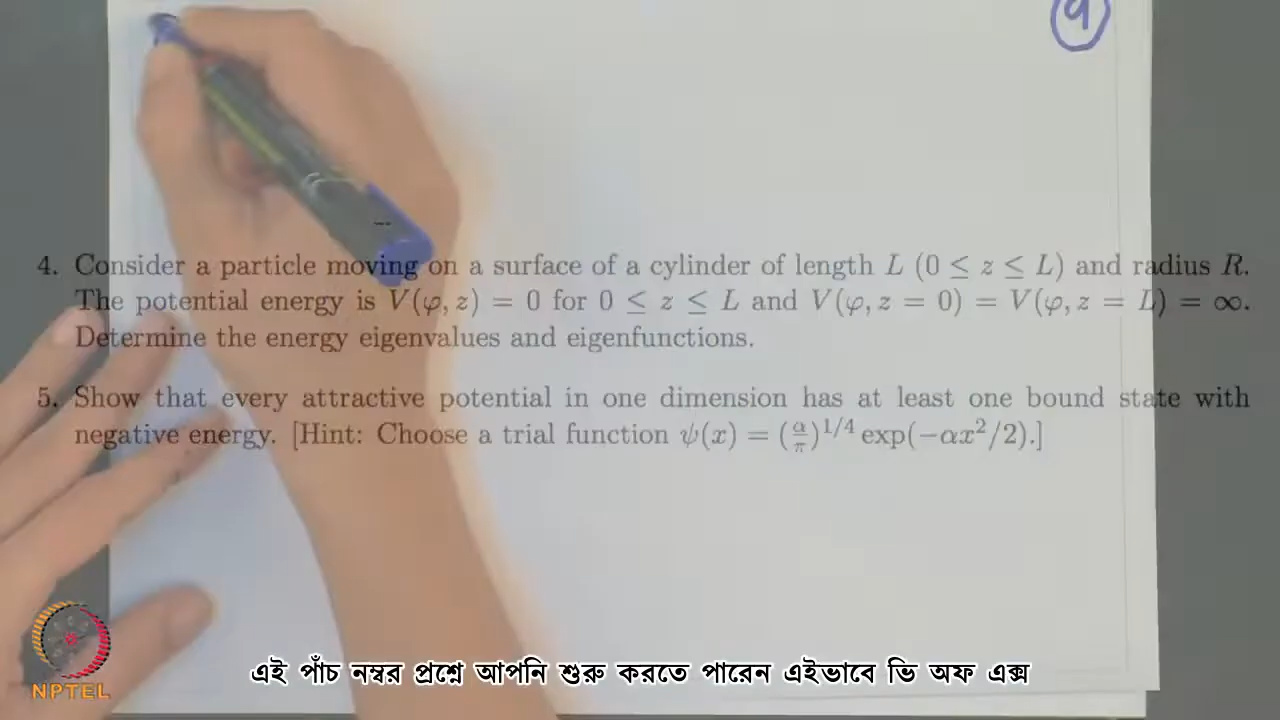 9
4. Consider a particle moving on a surface of a cylinder of length L (0 ≤ z ≤ L) and radius R.
The potential energy is V(φ, z) = 0 for 0 ≤ z ≤ L and V(φ, z = 0) = V(φ, z = L) = ∞.
Determine the energy eigenvalues and eigenfunctions.
5. Show that every attractive potential in one dimension has at least one bound state with
negative energy. [Hint: Choose a trial function ψ(x) = (α/π)^{1/4} exp(−αx²/2).]
NPTEL
এই পাঁচ নম্বর প্রশ্নে আপনি শুরু করতে পারেন এইভাবে ভি অফ এক্স